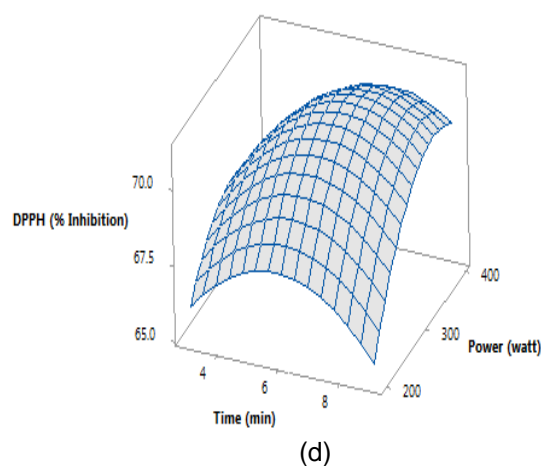 70.0
DPPH (% Inhibition)
67.5
65.0
400
300
Power (watt)
200
4
6
8
Time (min)
(d)